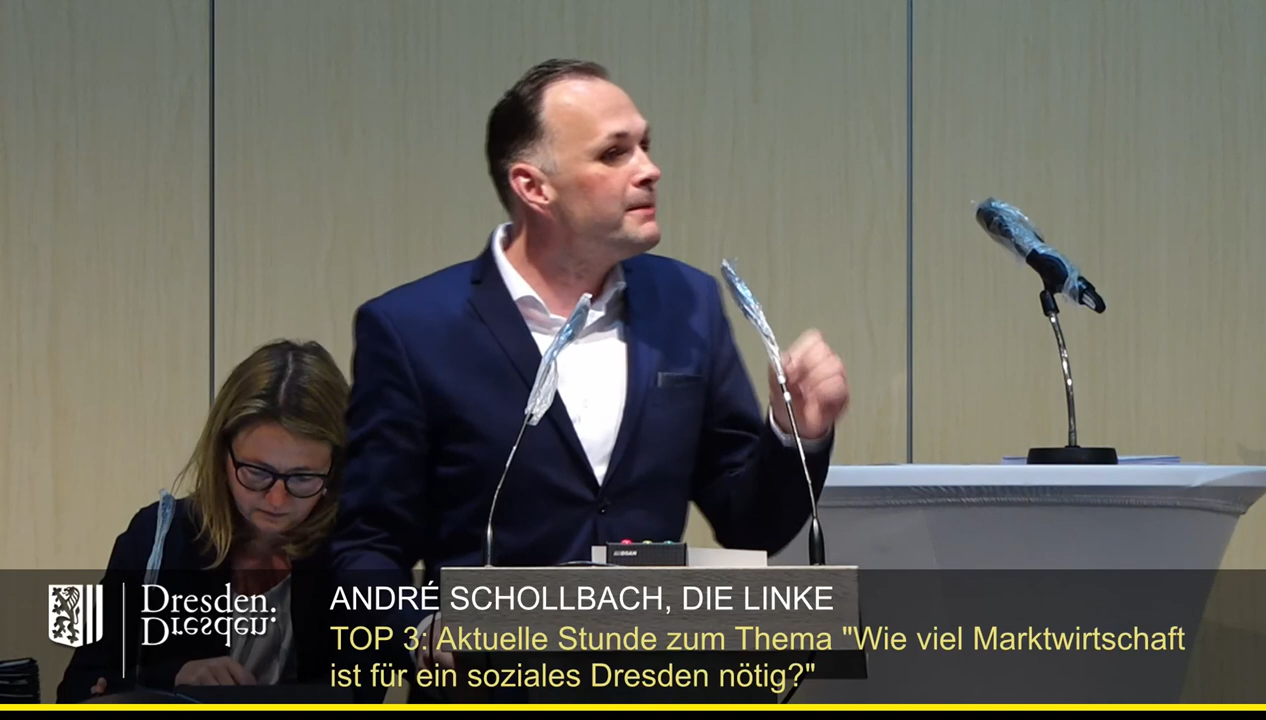 ANDRÉ SCHOLLBACH, DIE LINKE
Dresden.
Dresden.
TOP 3: Aktuelle Stunde zum Thema "Wie viel Marktwirtschaft
ist für ein soziales Dresden nötig?"